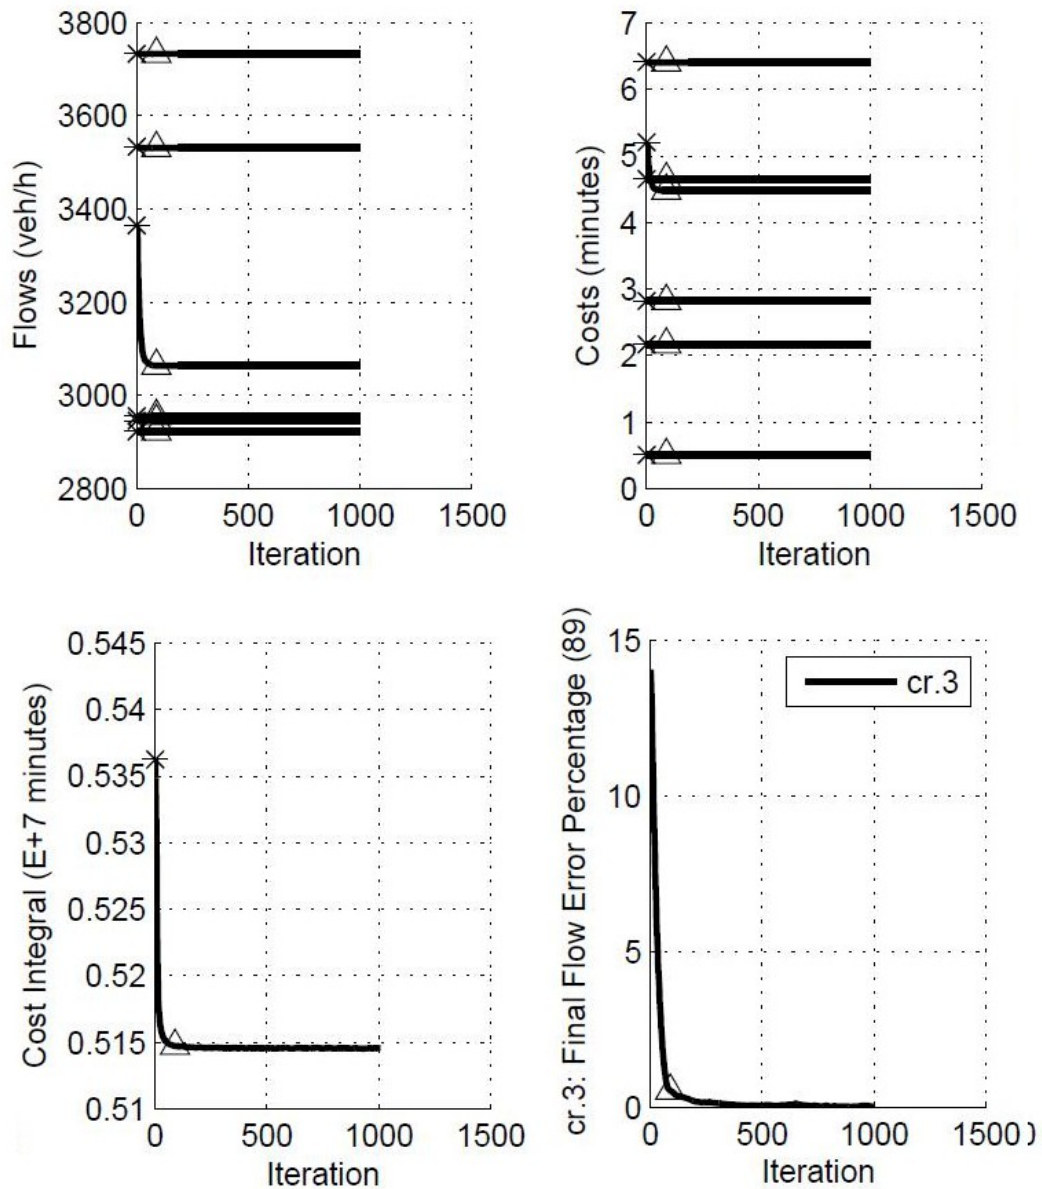 3800
3600
3400
3200
3000
2800
Flows (veh/h)
0 500 1000 1500
Iteration
7
6
5
4
3
2
1
0
Costs (minutes)
0 500 1000 1500
Iteration
0.545
0.54
0.535
0.53
0.525
0.52
0.515
0.51
Cost Integral (E+7 minutes)
0 500 1000 1500
Iteration
15
10
5
0
cr.3: Final Flow Error Percentage (89)
cr.3
0 500 1000 1500)
Iteration